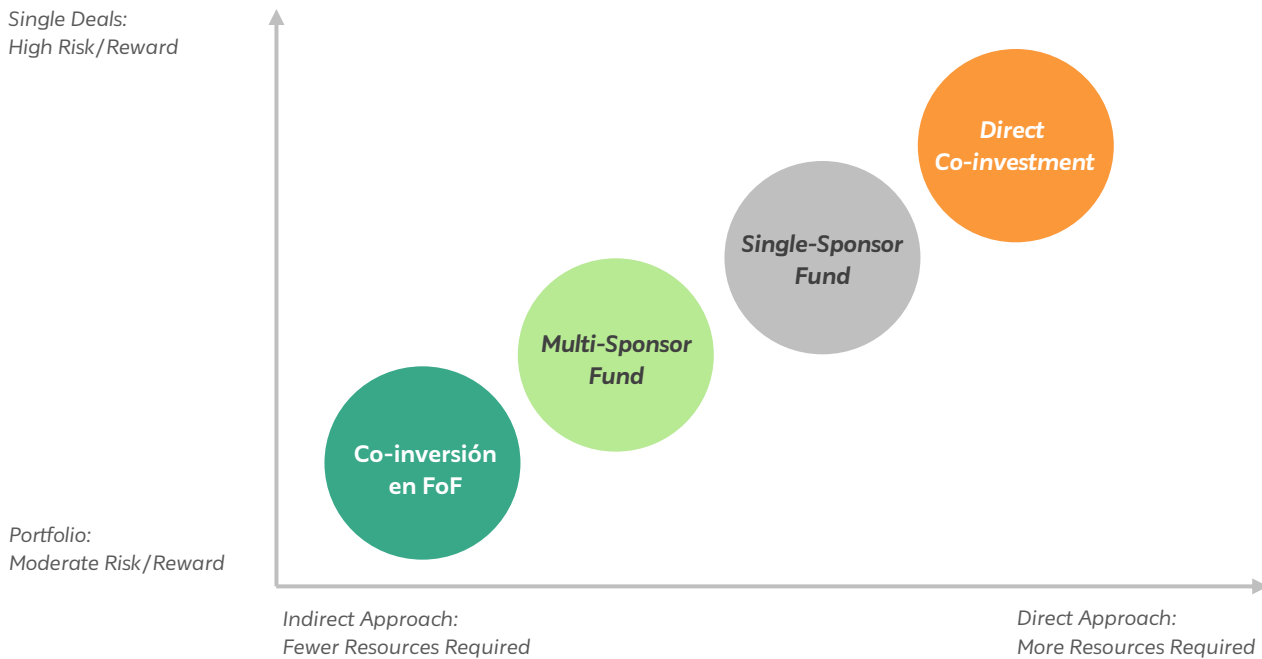 Single Deals:
High Risk/Reward
Direct
Co-investment
Single-Sponsor
Fund
Multi-Sponsor
Fund
Co-inversión
en FoF
Portfolio:
Moderate Risk/Reward
Indirect Approach:
Fewer Resources Required
Direct Approach:
More Resources Required